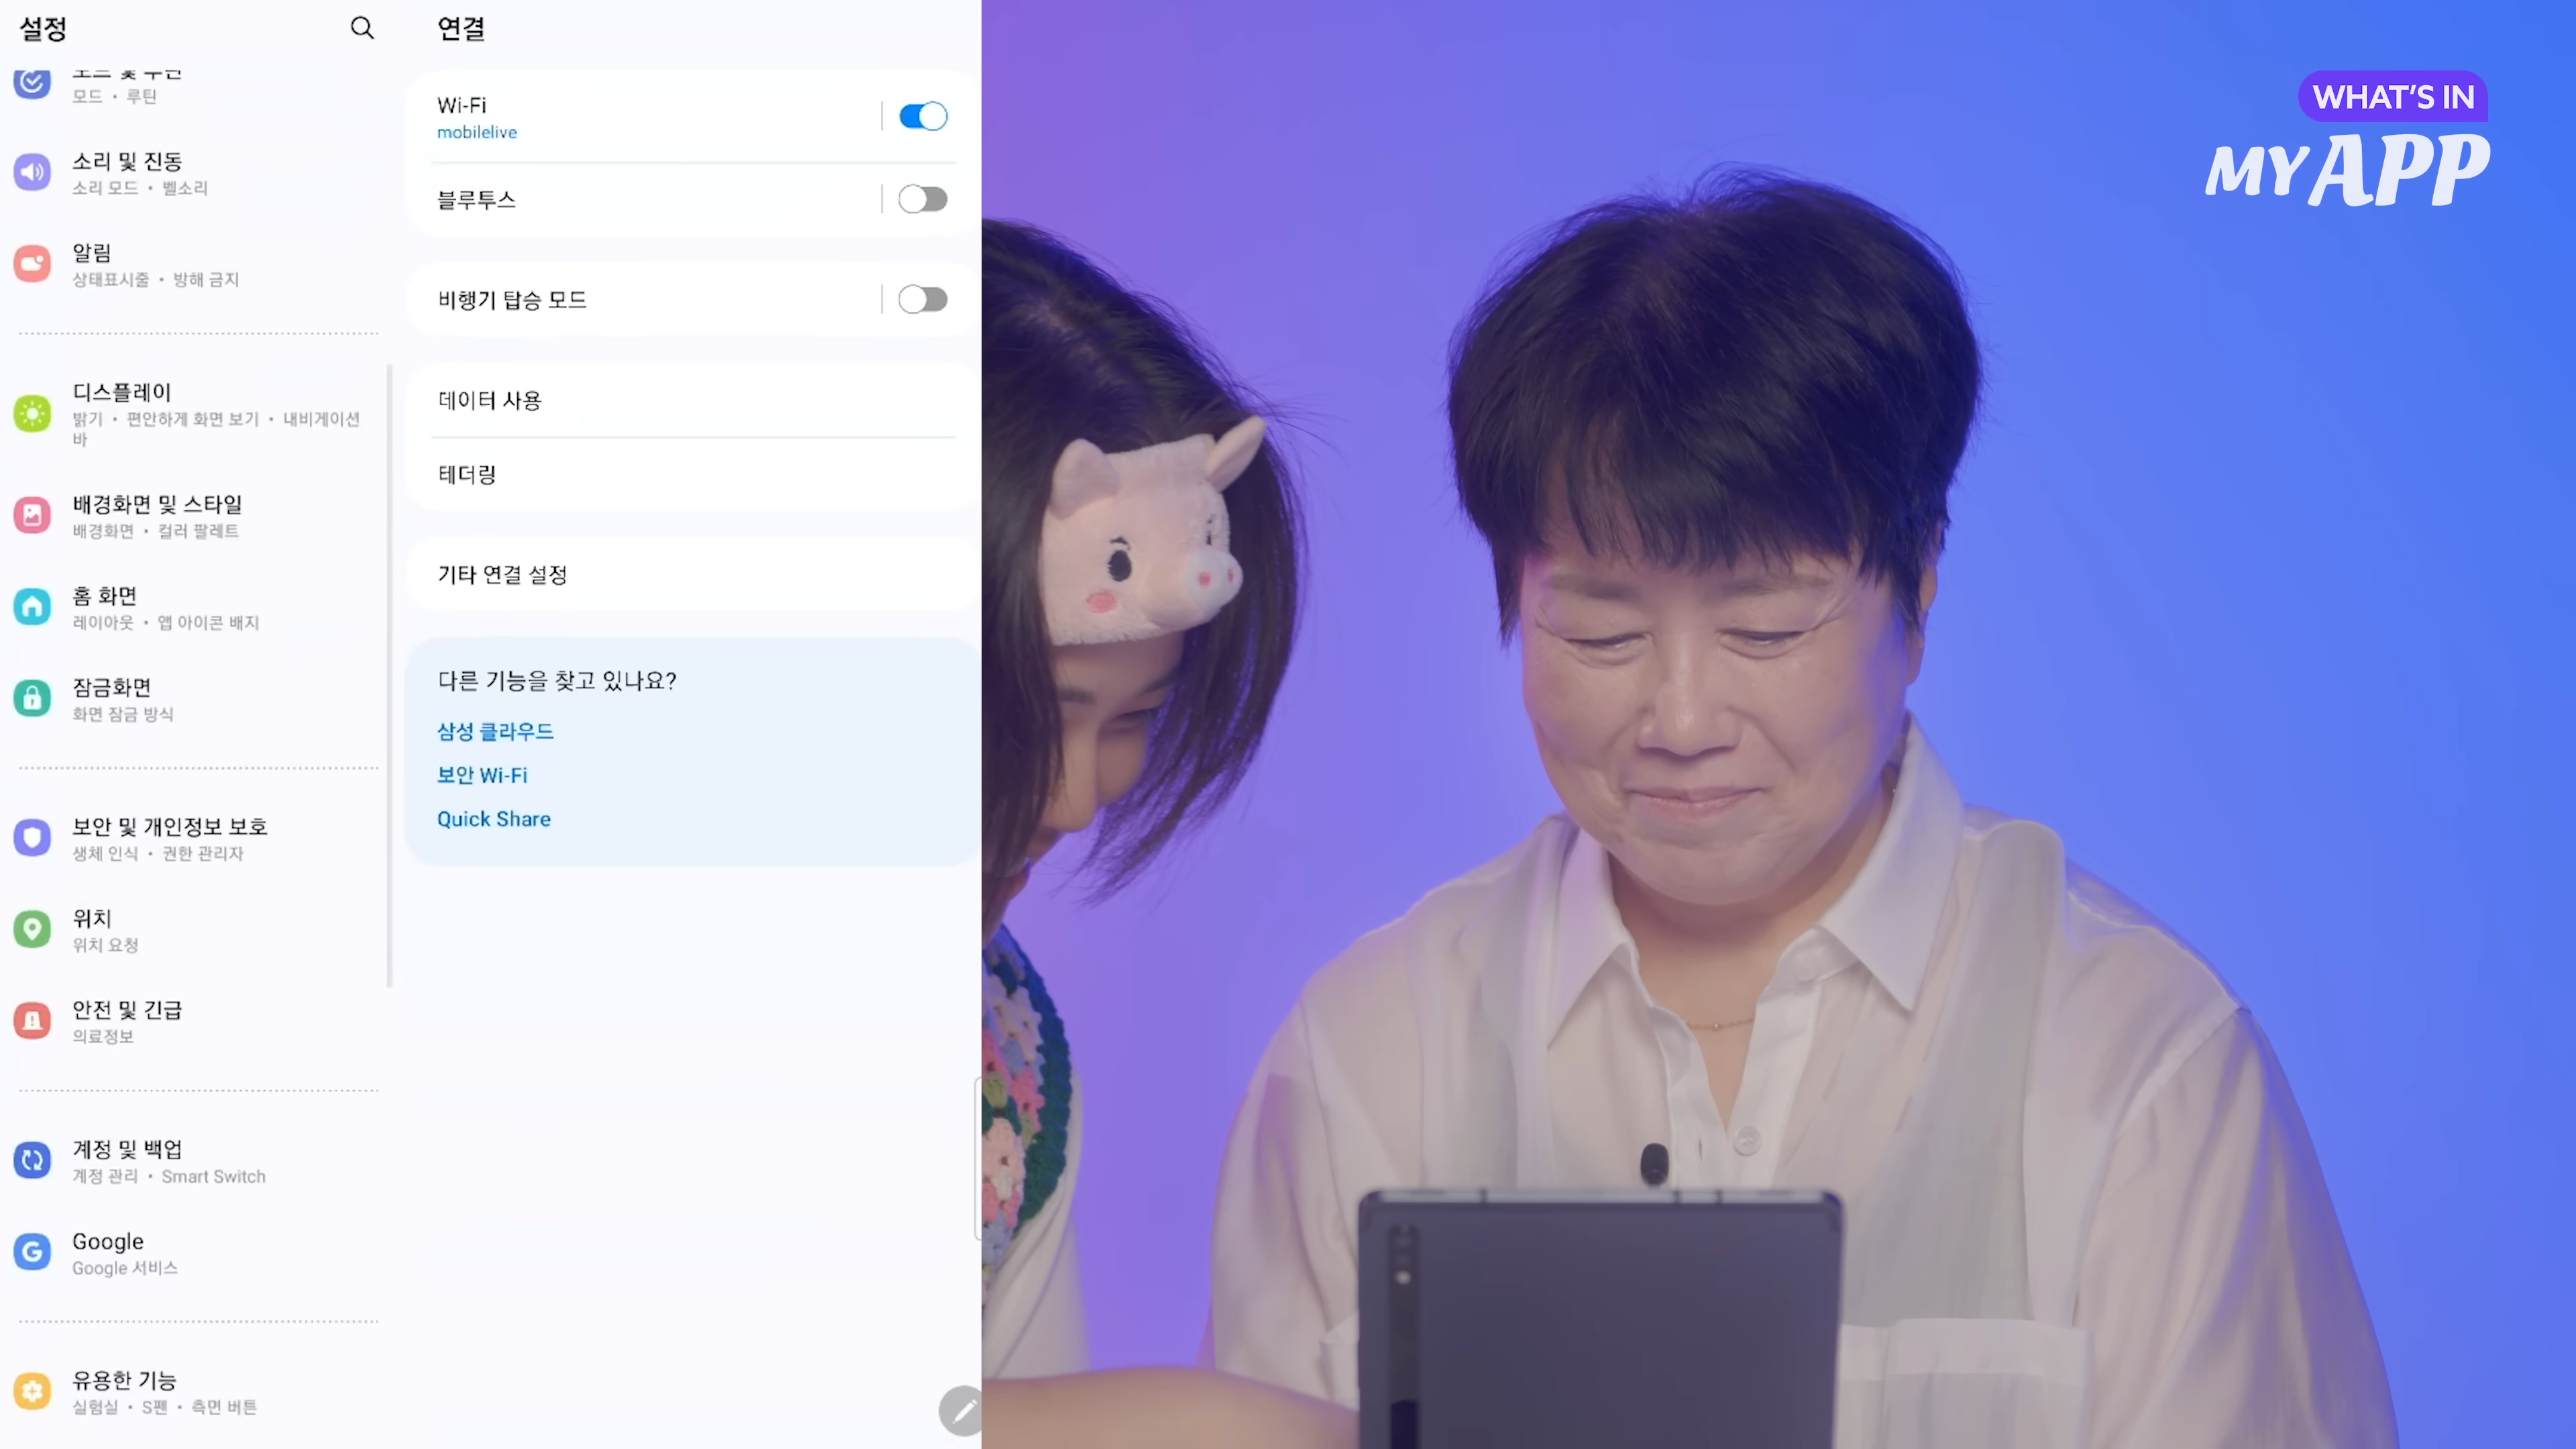 설정
모드 및 루틴
모드 • 루틴
소리 및 진동
소리 모드 • 벨소리
알림
상태표시줄 • 방해 금지
디스플레이
밝기 • 편안하게 화면 보기 • 내비게이션
바
배경화면 및 스타일
배경화면 • 컬러 팔레트
홈 화면
레이아웃 • 앱 아이콘 배지
잠금화면
화면 잠금 방식
보안 및 개인정보 보호
생체 인식 • 권한 관리자
위치
위치 요청
안전 및 긴급
의료정보
계정 및 백업
계정 관리 • Smart Switch
Google
Google 서비스
유용한 기능
실험실 • S펜 • 측면 버튼
연결
Wi-Fi
mobilelive
블루투스
비행기 탑승 모드
데이터 사용
테더링
기타 연결 설정
다른 기능을 찾고 있나요?
삼성 클라우드
보안 Wi-Fi
Quick Share
WHAT'S IN
MY APP